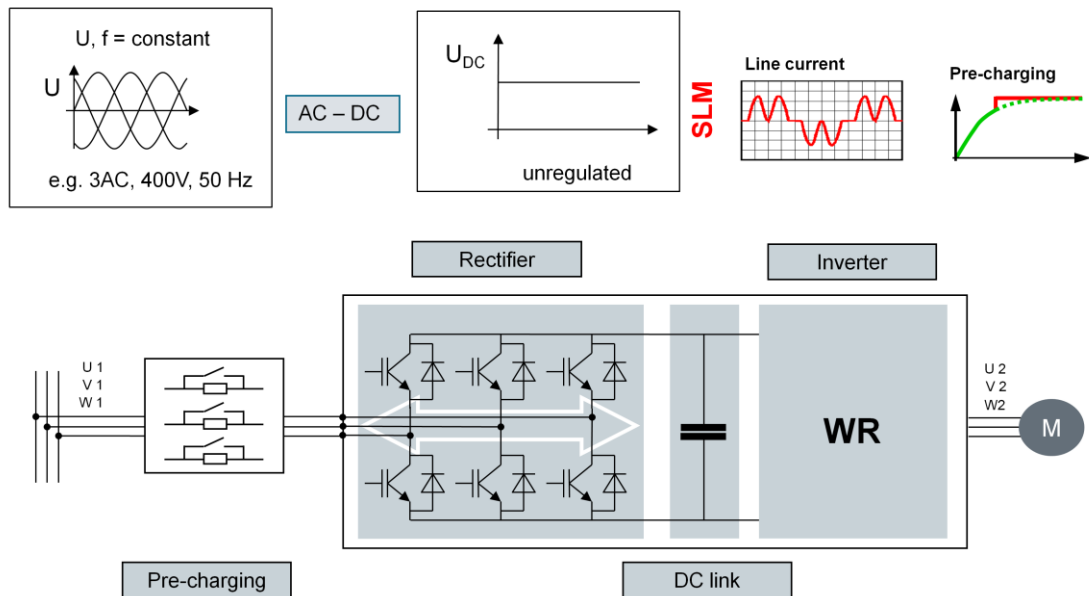 U, f = constant
U
e.g. 3AC, 400V, 50 Hz
AC – DC
UDC
unregulated
SLM
Line current
Pre-charging
Rectifier
Inverter
U 1
V 1
W 1
WR
U 2
V 2
W2
M
Pre-charging
DC link